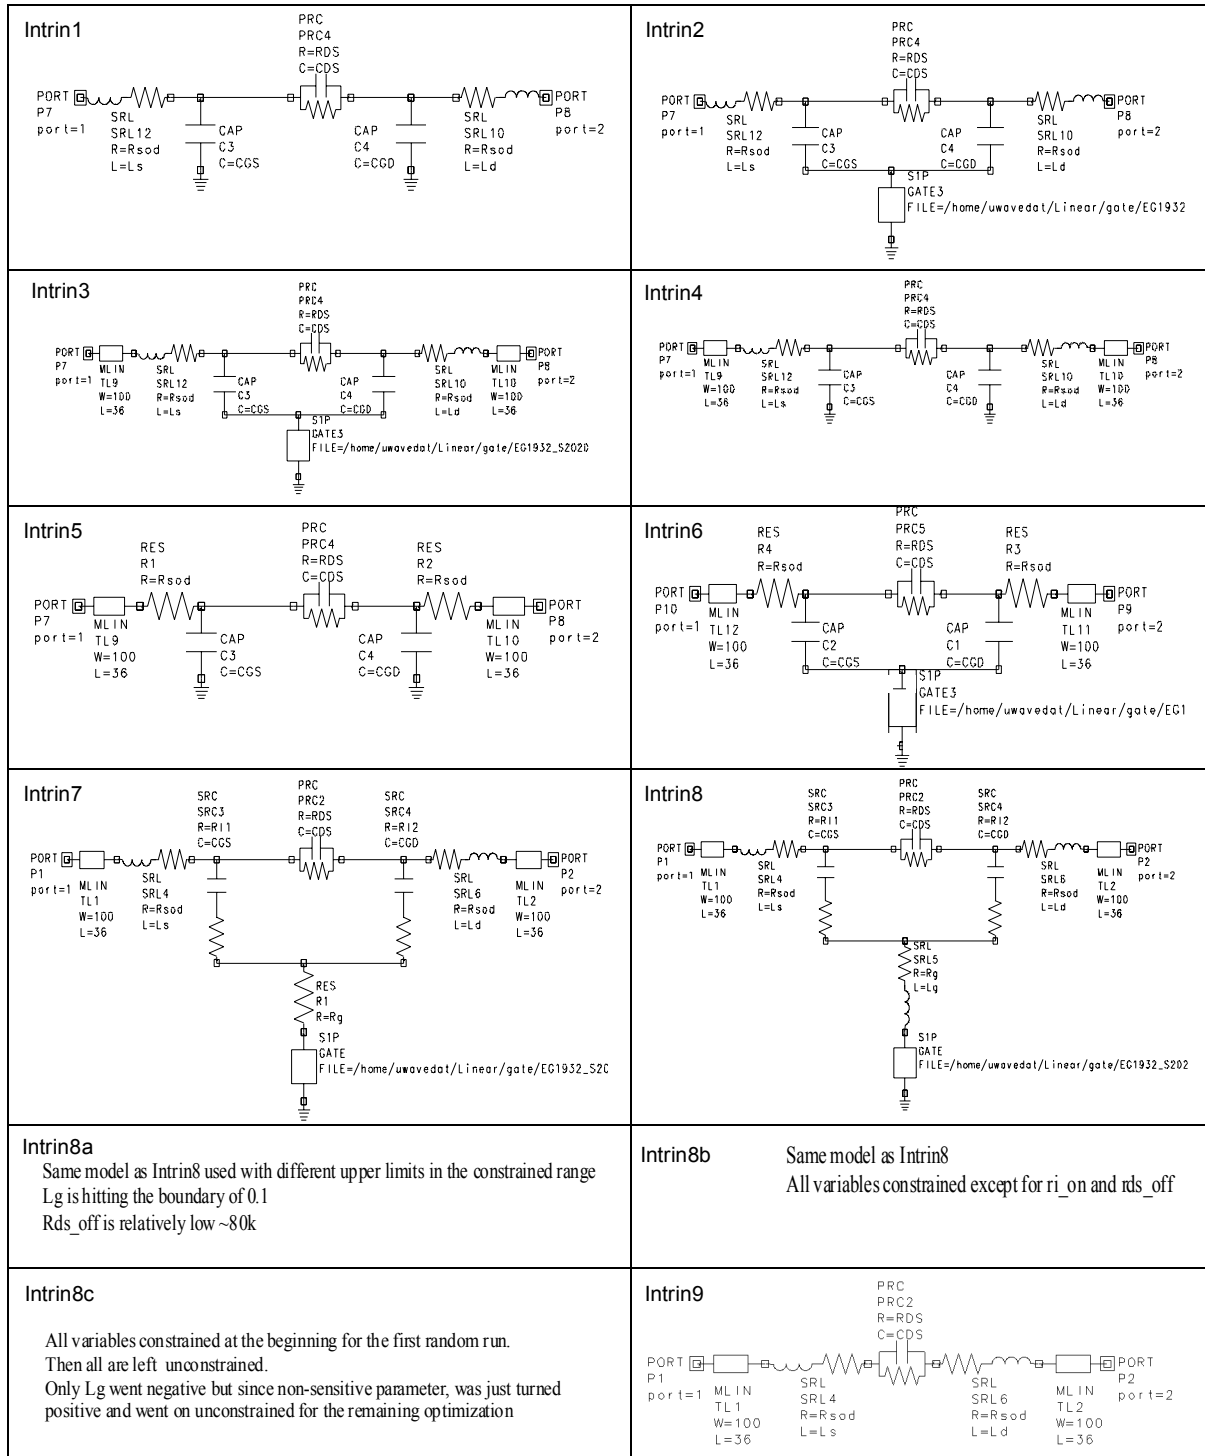 Intrin1
PRC
PRC4
R=RDS
C=CDS
PORT
P7
port=1
SRL
SRL12
R=Rsod
L=Ls
CAP
C3
C=CGS
CAP
C4
C=CGD
SRL
SRL10
R=Rsod
L=Ld
PORT
P8
port=2
Intrin2
PRC
PRC4
R=RDS
C=CDS
PORT
P7
port=1
SRL
SRL12
R=Rsod
L=Ls
CAP
C3
C=CGS
CAP
C4
C=CGD
SRL
SRL10
R=Rsod
L=Ld
PORT
P8
port=2
S1P
GATE3
FILE=/home/uwavedat/Linear/gate/EG1932
Intrin3
PRC
PRC4
R=RDS
C=CDS
PORT
P7
port=1
MLIN
TL9
W=100
L=36
SRL
SRL12
R=Rsod
L=Ls
CAP
C3
C=CGS
CAP
C4
C=CGD
SRL
SRL10
R=Rsod
L=Ld
MLIN
TL10
W=100
L=36
PORT
P8
port=2
S1P
GATE3
FILE=/home/uwavedat/Linear/gate/EG1932_S2020
Intrin4
PRC
PRC4
R=RDS
C=CDS
PORT
P7
port=1
MLIN
TL9
W=100
L=36
SRL
SRL12
R=Rsod
L=Ls
CAP
C3
C=CGS
CAP
C4
C=CGD
SRL
SRL10
R=Rsod
L=Ld
MLIN
TL10
W=100
L=36
PORT
P8
port=2
Intrin5
PRC
PRC4
R=RDS
C=CDS
RES
R1
R=Rsod
RES
R2
R=Rsod
PORT
P7
port=1
MLIN
TL9
W=100
L=36
CAP
C3
C=CGS
CAP
C4
C=CGD
MLIN
TL10
W=100
L=36
PORT
P8
port=2
Intrin6
PRC
PRC5
R=RDS
C=CDS
RES
R4
R=Rsod
RES
R3
R=Rsod
PORT
P10
port=1
MLIN
TL12
W=100
L=36
CAP
C2
C=CGS
CAP
C1
C=CGD
MLIN
TL11
W=100
L=36
PORT
P9
port=2
S1P
GATE3
FILE=/home/uwavedat/Linear/gate/EG1
Intrin7
SRC
SRC3
R=RI1
C=CGS
PRC
PRC2
R=RDS
C=CDS
SRC
SRC4
R=RI2
C=CGD
PORT
P1
port=1
MLIN
TL1
W=100
L=36
SRL
SRL4
R=Rsod
L=Ls
SRL
SRL6
R=Rsod
L=Ld
MLIN
TL2
W=100
L=36
PORT
P2
port=2
RES
R1
R=Rg
S1P
GATE
FILE=/home/uwavedat/Linear/gate/EG1932_S2C
Intrin8
SRC
SRC3
R=RI1
C=CGS
PRC
PRC2
R=RDS
C=CDS
SRC
SRC4
R=RI2
C=CGD
PORT
P1
port=1
MLIN
TL1
W=100
L=36
SRL
SRL4
R=Rsod
L=Ls
SRL
SRL6
R=Rsod
L=Ld
MLIN
TL2
W=100
L=36
PORT
P2
port=2
SRL
SRL5
R=Rg
L=Lg
S1P
GATE
FILE=/home/uwavedat/Linear/gate/EG1932_S202
Intrin8a
Same model as Intrin8 used with different upper limits in the constrained range
Lg is hitting the boundary of 0.1
Rds_off is relatively low ~80k
Intrin8b
Same model as Intrin8
All variables constrained except for ri_on and rds_off
Intrin8c
All variables constrained at the beginning for the first random run.
Then all are left unconstrained.
Only Lg went negative but since non-sensitive parameter, was just turned
positive and went on unconstrained for the remaining optimization
Intrin9
PRC
PRC2
R=RDS
C=CDS
PORT
P1
port=1
MLIN
TL1
W=100
L=36
SRL
SRL4
R=Rsod
L=Ls
SRL
SRL6
R=Rsod
L=Ld
MLIN
TL2
W=100
L=36
PORT
P2
port=2